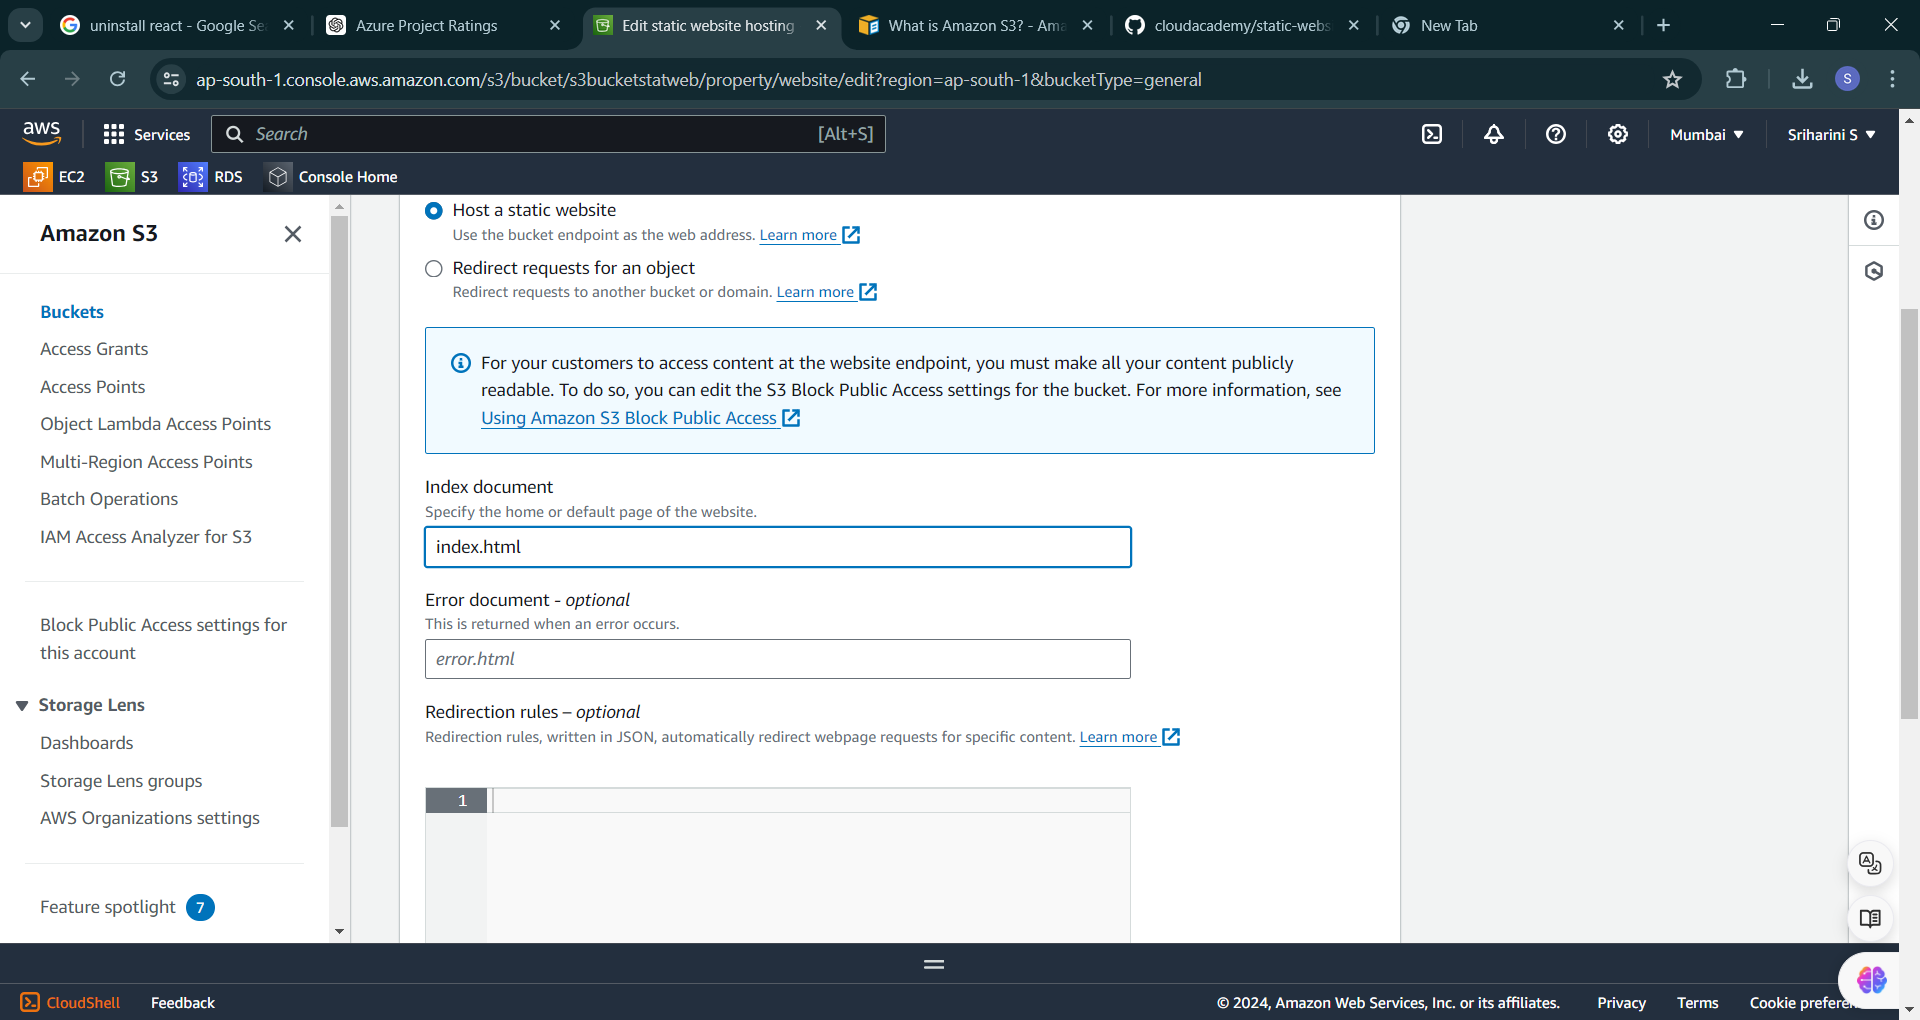 uninstall react - Google Se
Azure Project Ratings
Edit static website hosting
What is Amazon S3? - Ama
cloudacademy/static-webs
New Tab
ap-south-1.console.aws.amazon.com/s3/bucket/s3bucketstatweb/property/website/edit?region=ap-south-1&bucketType=general
S
aws
Services
Search
[Alt+S]
Mumbai
Sriharini S
EC2
S3
RDS
Console Home
Amazon S3
Buckets
Access Grants
Access Points
Object Lambda Access Points
Multi-Region Access Points
Batch Operations
IAM Access Analyzer for S3
Block Public Access settings for
this account
Storage Lens
Dashboards
Storage Lens groups
AWS Organizations settings
Feature spotlight 7
Host a static website
Use the bucket endpoint as the web address. Learn more
Redirect requests for an object
Redirect requests to another bucket or domain. Learn more
For your customers to access content at the website endpoint, you must make all your content publicly
readable. To do so, you can edit the S3 Block Public Access settings for the bucket. For more information, see
Using Amazon S3 Block Public Access
Index document
Specify the home or default page of the website.
index.html
Error document - optional
This is returned when an error occurs.
error.html
Redirection rules – optional
Redirection rules, written in JSON, automatically redirect webpage requests for specific content. Learn more
1
CloudShell
Feedback
© 2024, Amazon Web Services, Inc. or its affiliates.
Privacy
Terms
Cookie prefere